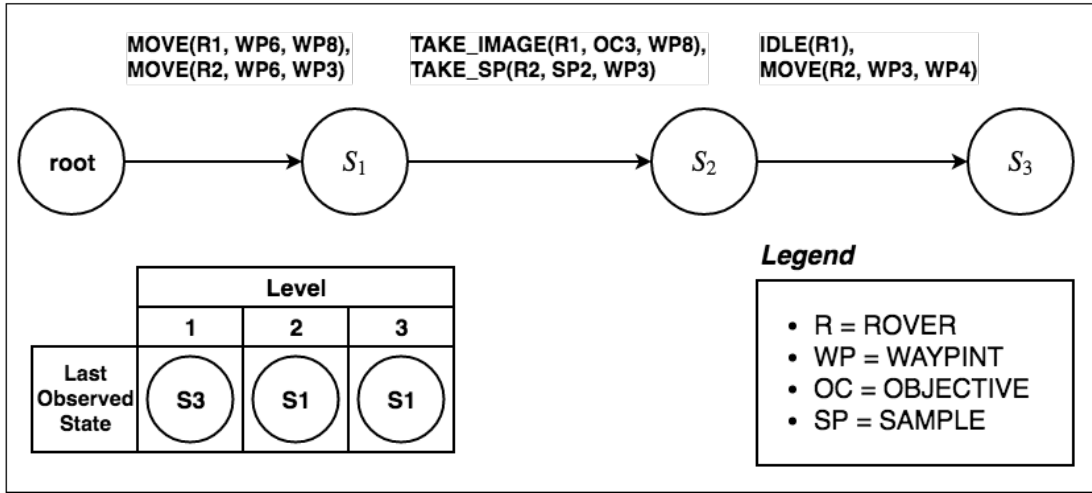 MOVE(R1, WP6, WP8),
MOVE(R2, WP6, WP3)
TAKE_IMAGE(R1, OC3, WP8),
TAKE_SP(R2, SP2, WP3)
IDLE(R1),
MOVE(R2, WP3, WP4)
root
S1
S2
S3
Legend
• R = ROVER
• WP = WAYPINT
• OC = OBJECTIVE
• SP = SAMPLE
Level
1 2 3
Last
Observed
State
S3 S1 S1